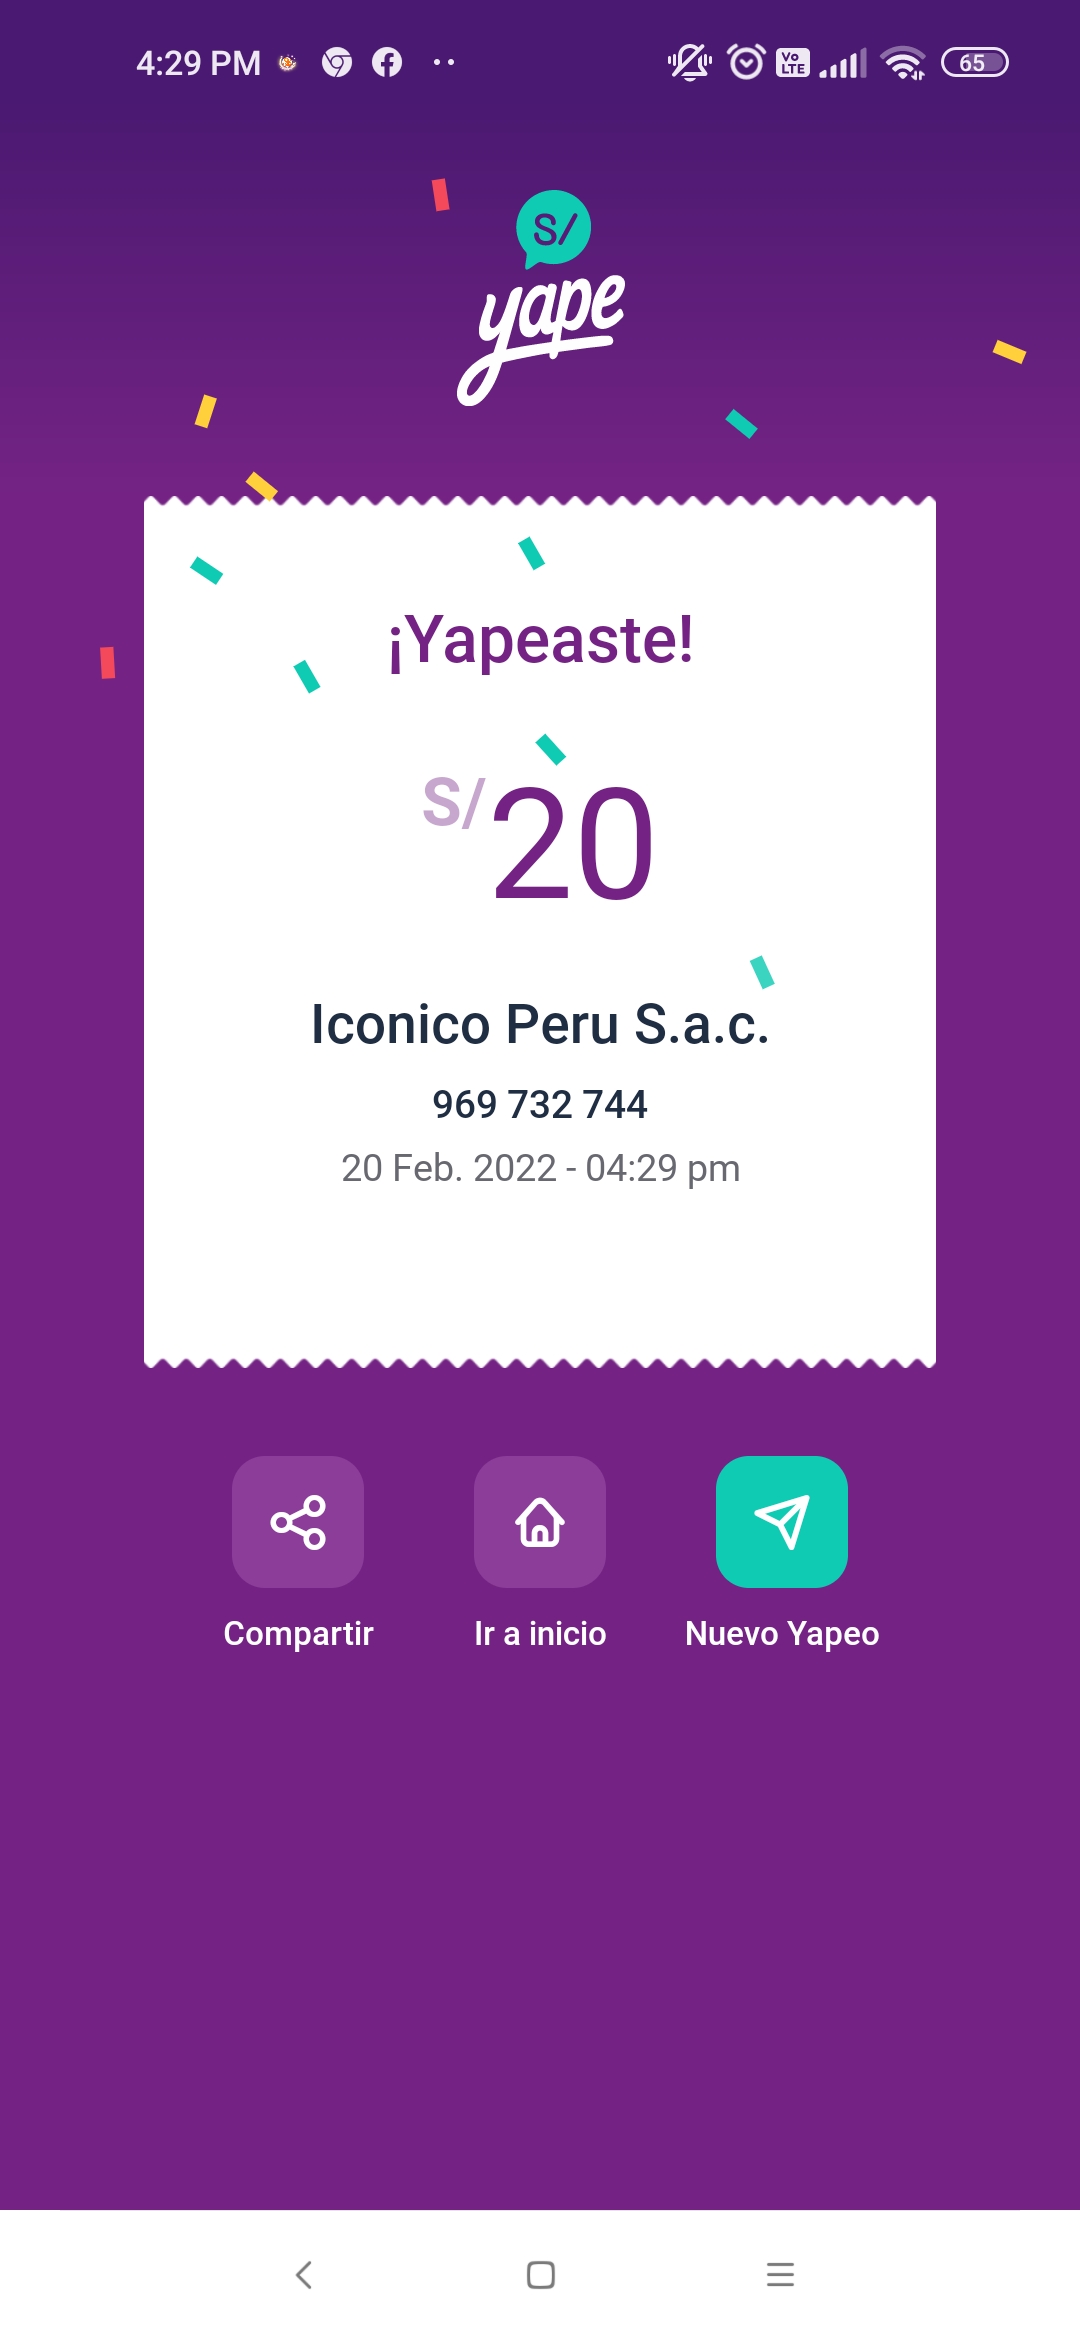 4:29 PM
Vo LTE
65
S/
yape
¡Yapeaste!
S/20
Iconico Peru S.a.c.
969 732 744
20 Feb. 2022 - 04:29 pm
Compartir
Ir a inicio
Nuevo Yapeo